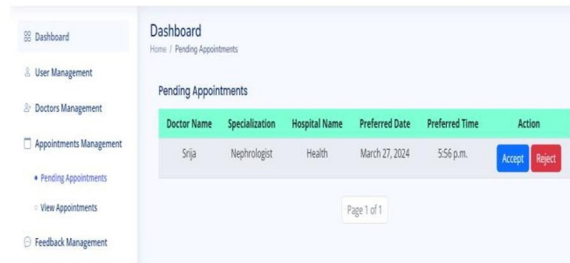 Dashboard
User Management
Doctors Management
Appointments Management
Pending Appointments
View Appointments
Feedback Management
Dashboard
Home / Pending Appointments
Pending Appointments
Doctor Name Specialization Hospital Name Preferred Date Preferred Time Action
Srija Nephrologist Health March 27, 2024 5:56 p.m. Accept Reject
Page 1 of 1